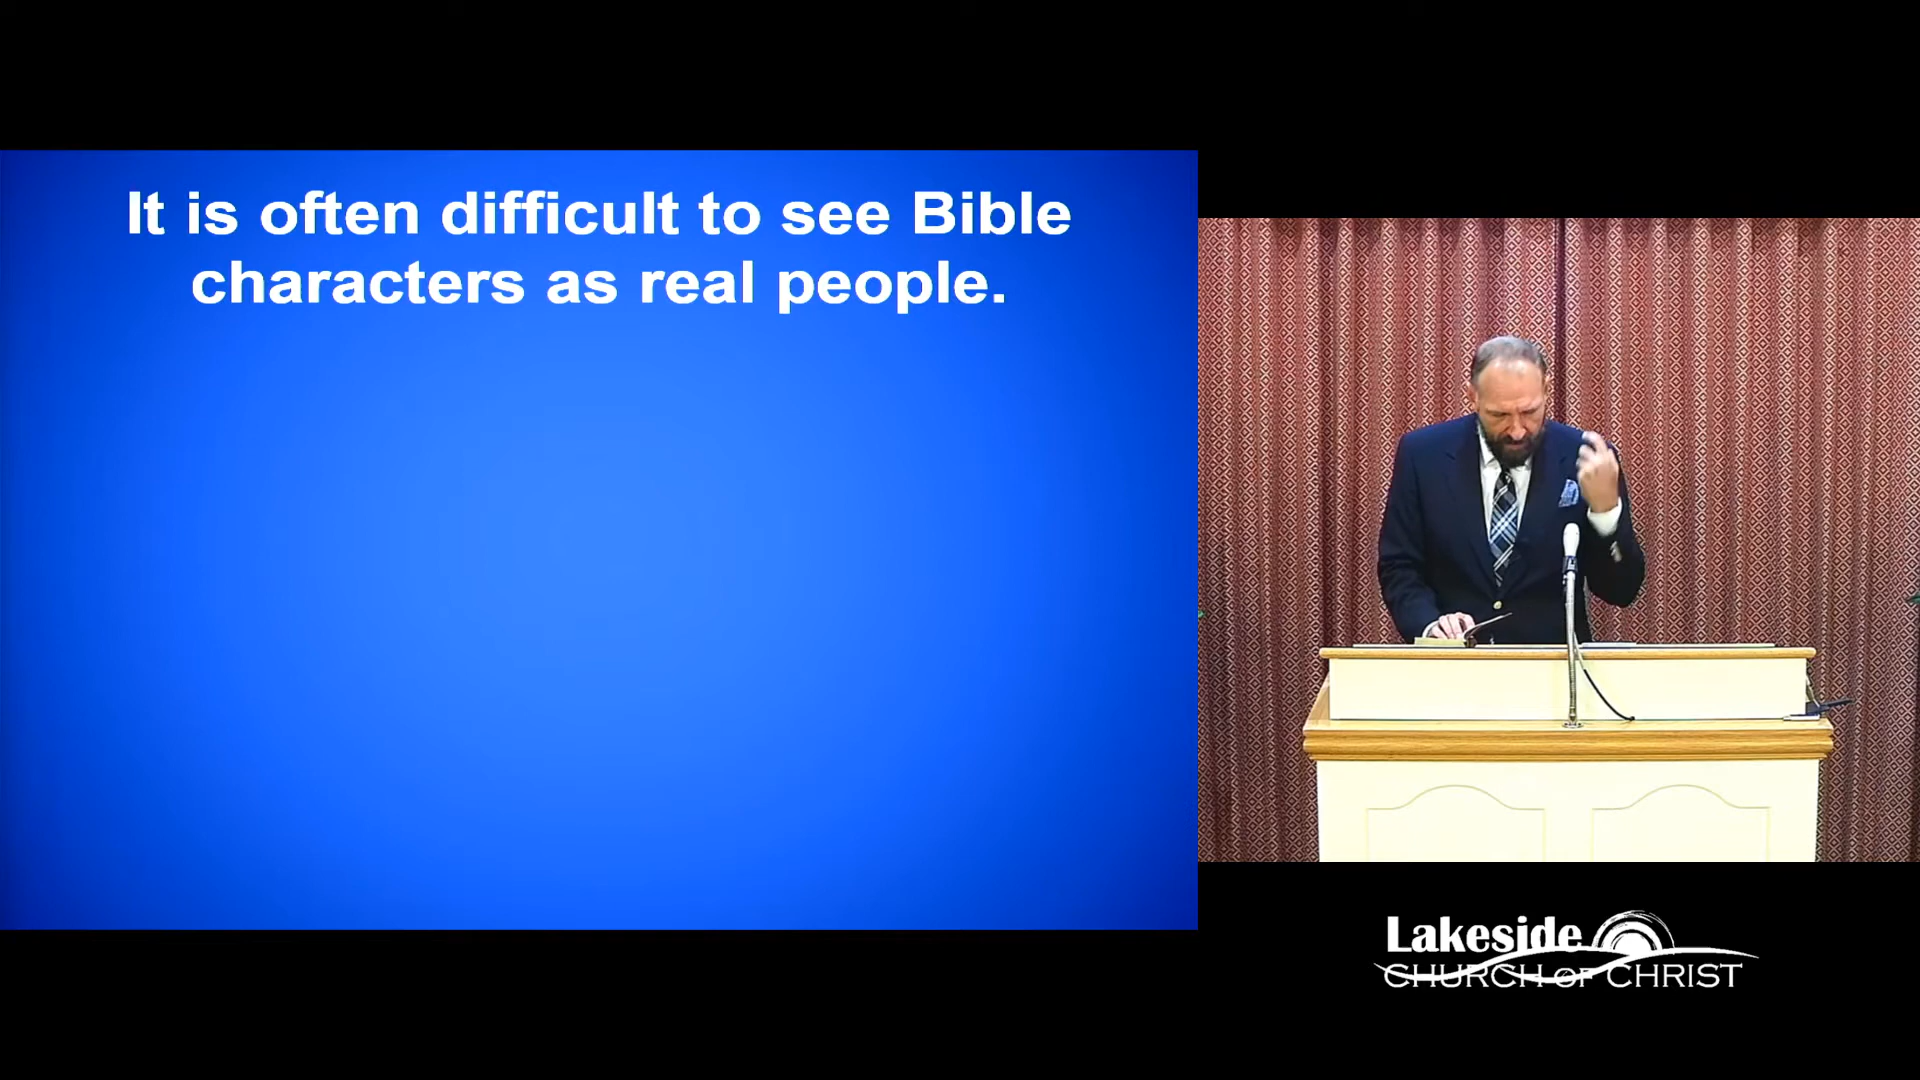 It is often difficult to see Bible
characters as real people.
Lakeside
CHURCH OF CHRIST